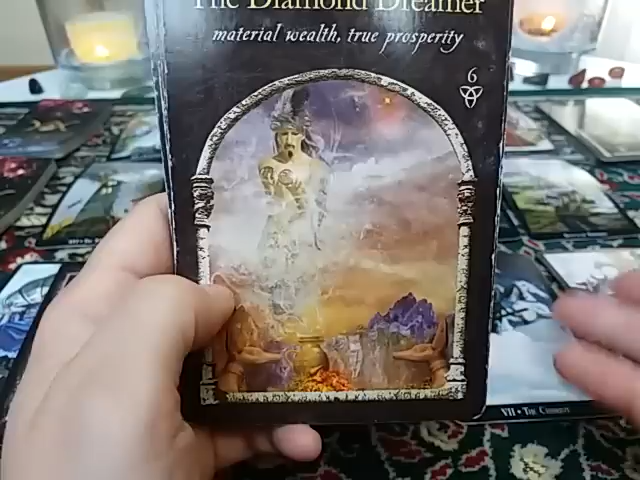 The Diamond Dreamer
material wealth, true prosperity
6
VII • THE CHARIOT